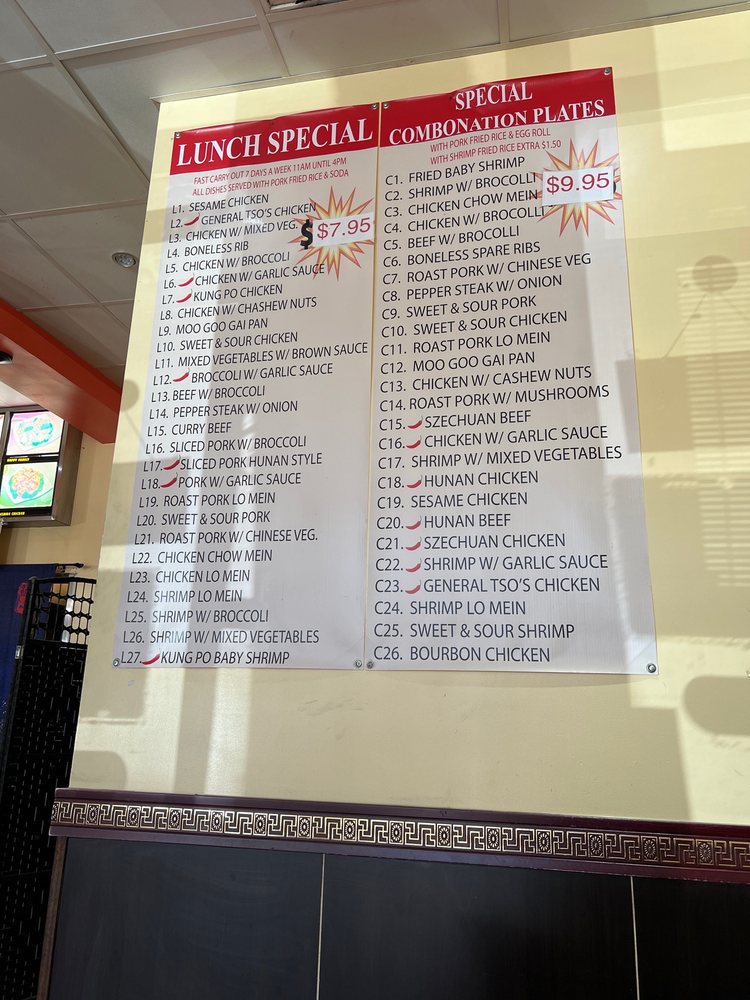 LUNCH SPECIAL
FAST CARRY OUT 7 DAYS A WEEK 11AM UNTIL 4PM
ALL DISHES SERVED WITH PORK FRIED RICE & SODA
$ $7.95
L1. SESAME CHICKEN
L2. GENERAL TSO'S CHICKEN
L3. CHICKEN W/ MIXED VEG.
L4. BONELESS RIB
L5. CHICKEN W/ BROCCOLI
L6. CHICKEN W/ GARLIC SAUCE
L7. KUNG PO CHICKEN
L8. CHICKEN W/ CHASHEW NUTS
L9. MOO GOO GAI PAN
L10. SWEET & SOUR CHICKEN
L11. MIXED VEGETABLES W/ BROWN SAUCE
L12. BROCCOLI W/ GARLIC SAUCE
L13. BEEF W/ BROCCOLI
L14. PEPPER STEAK W/ ONION
L15. CURRY BEEF
L16. SLICED PORK W/ BROCCOLI
L17. SLICED PORK HUNAN STYLE
L18. PORK W/ GARLIC SAUCE
L19. ROAST PORK LO MEIN
L20. SWEET & SOUR PORK
L21. ROAST PORK W/ CHINESE VEG.
L22. CHICKEN CHOW MEIN
L23. CHICKEN LO MEIN
L24. SHRIMP LO MEIN
L25. SHRIMP W/ BROCCOLI
L26. SHRIMP W/ MIXED VEGETABLES
L27. KUNG PO BABY SHRIMP
SPECIAL
COMBONATION PLATES
WITH PORK FRIED RICE & EGG ROLL
WITH SHRIMP FRIED RICE EXTRA $1.50
$9.95
C1. FRIED BABY SHRIMP
C2. SHRIMP W/ BROCOLLI
C3. CHICKEN CHOW MEIN
C4. CHICKEN W/ BROCOLLI
C5. BEEF W/ BROCOLLI
C6. BONELESS SPARE RIBS
C7. ROAST PORK W/ CHINESE VEG
C8. PEPPER STEAK W/ ONION
C9. SWEET & SOUR PORK
C10. SWEET & SOUR CHICKEN
C11. ROAST PORK LO MEIN
C12. MOO GOO GAI PAN
C13. CHICKEN W/ CASHEW NUTS
C14. ROAST PORK W/ MUSHROOMS
C15. SZECHUAN BEEF
C16. CHICKEN W/ GARLIC SAUCE
C17. SHRIMP W/ MIXED VEGETABLES
C18. HUNAN CHICKEN
C19. SESAME CHICKEN
C20. HUNAN BEEF
C21. SZECHUAN CHICKEN
C22. SHRIMP W/ GARLIC SAUCE
C23. GENERAL TSO'S CHICKEN
C24. SHRIMP LO MEIN
C25. SWEET & SOUR SHRIMP
C26. BOURBON CHICKEN
HAPPY FAMILY